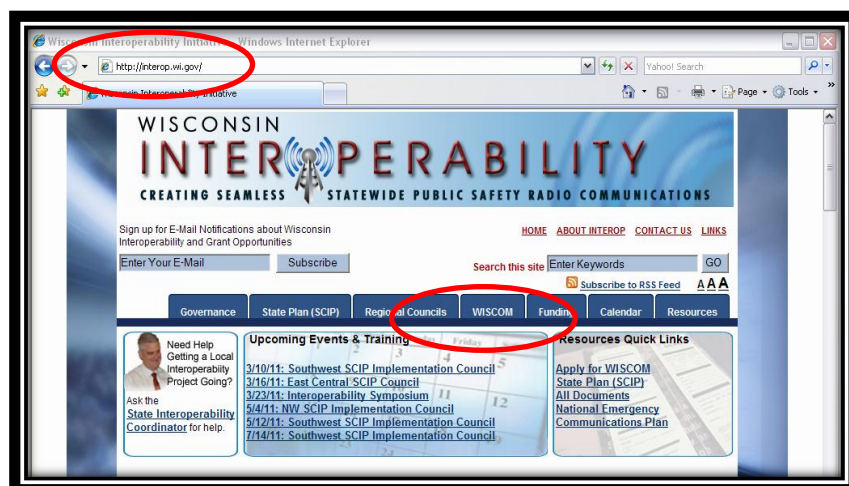 Wisconsin Interoperability Initiative - Windows Internet Explorer
http://interop.wi.gov/
Yahoo! Search
Wisconsin Interoperability Initiative
Page
Tools
WISCONSIN
INTEROPERABILITY
CREATING SEAMLESS STATEWIDE PUBLIC SAFETY RADIO COMMUNICATIONS
Sign up for E-Mail Notifications about Wisconsin
Interoperability and Grant Opportunities
HOME ABOUT INTEROP CONTACT US LINKS
Enter Your E-Mail Subscribe
Search this site Enter Keywords GO
Subscribe to RSS Feed A A A
Governance State Plan (SCIP) Regional Councils WISCOM Funding Calendar Resources
Need Help
Getting a Local
Interoperabiity
Project Going?
Ask the
State Interoperability
Coordinator for help.
Upcoming Events & Training
3/10/11: Southwest SCIP Implementation Council
3/16/11: East Central SCIP Council
3/23/11: Interoperability Symposium
5/4/11: NW SCIP Implementation Council
5/12/11: Southwest SCIP Implementation Council
7/14/11: Southwest SCIP Implementation Council
Resources Quick Links
Apply for WISCOM
State Plan (SCIP)
All Documents
National Emergency
Communications Plan